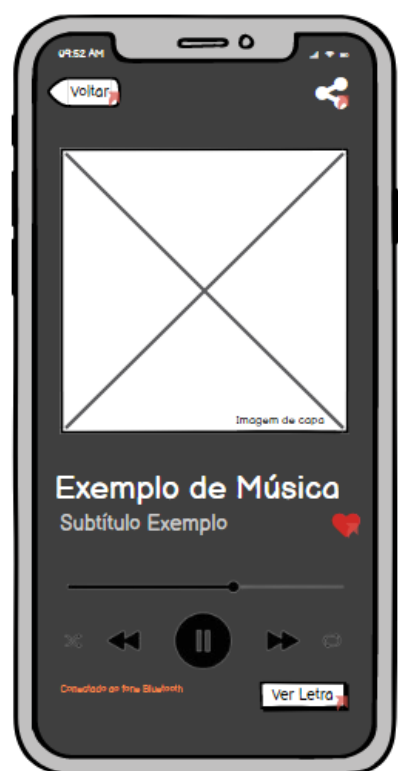 09:52 AM
Voltar
Imagem de capa
Exemplo de Música
Subtítulo Exemplo
Conectado ao fone Bluetooth
Ver Letra